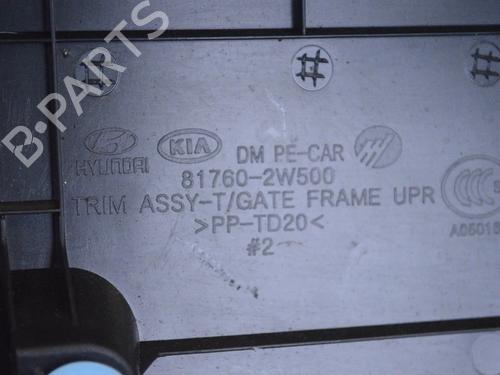 B-PARTS
HYUNDAI KIA DM PE-CAR
81760-2W500
TRIM ASSY-T/GATE FRAME UPR
>PP-TD20<
#2